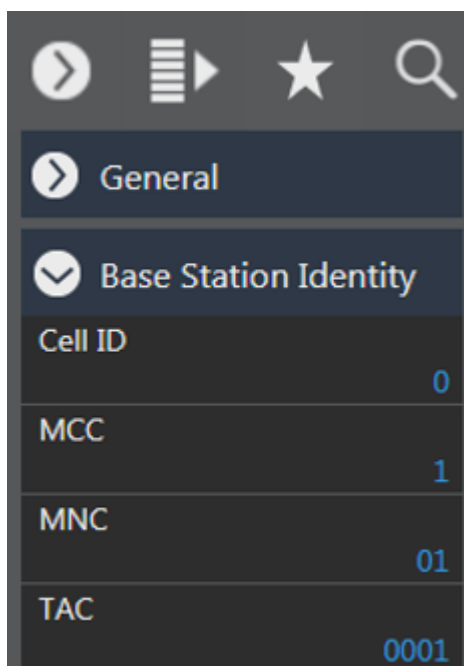 General
Base Station Identity
Cell ID
0
MCC
1
MNC
01
TAC
0001